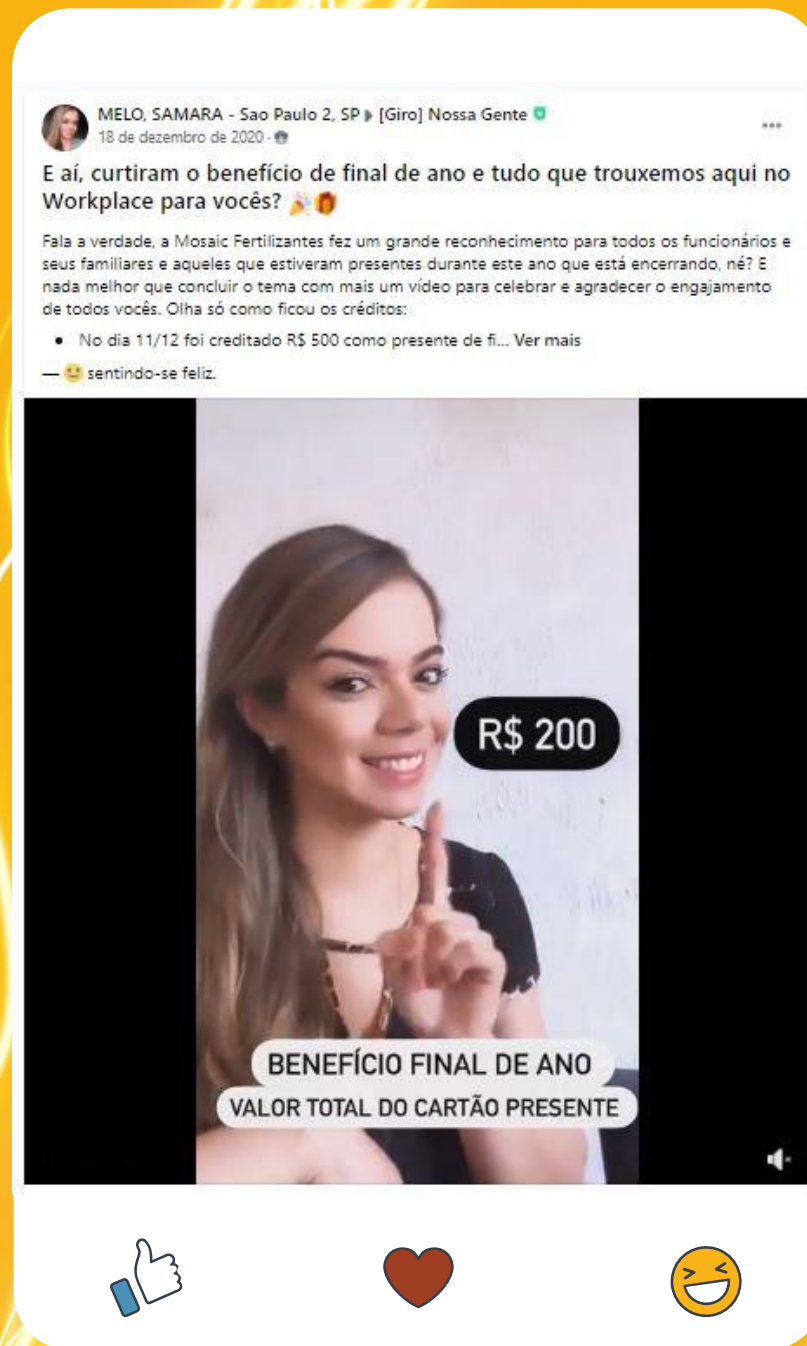 MELO, SAMARA - Sao Paulo 2, SP ▸ [Giro] Nossa Gente
18 de dezembro de 2020 ·
E aí, curtiram o benefício de final de ano e tudo que trouxemos aqui no
Workplace para vocês? 🎉🎁
Fala a verdade, a Mosaic Fertilizantes fez um grande reconhecimento para todos os funcionários e
seus familiares e aqueles que estiveram presentes durante este ano que está encerrando, né? E
nada melhor que concluir o tema com mais um vídeo para celebrar e agradecer o engajamento
de todos vocês. Olha só como ficou os créditos:
• No dia 11/12 foi creditado R$ 500 como presente de fi... Ver mais
— 🙂 sentindo-se feliz.
R$ 200
BENEFÍCIO FINAL DE ANO
VALOR TOTAL DO CARTÃO PRESENTE